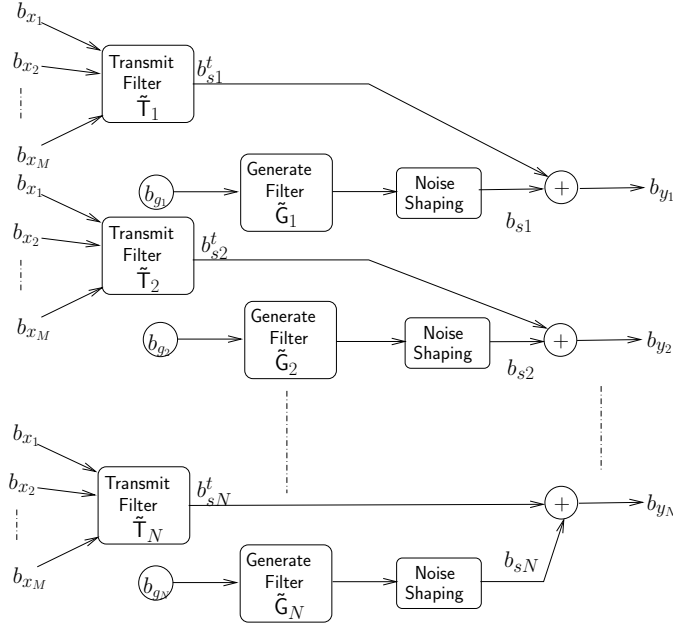 b_{x_1}
b_{x_2}
b_{x_M}
Transmit
Filter
T̃_1
b^t_{s1}
b_{g_1}
Generate
Filter
G̃_1
Noise
Shaping
b_{s1}
+
b_{y_1}
b_{x_1}
b_{x_2}
b_{x_M}
Transmit
Filter
T̃_2
b^t_{s2}
b_{g_2}
Generate
Filter
G̃_2
Noise
Shaping
b_{s2}
+
b_{y_2}
b_{x_1}
b_{x_2}
b_{x_M}
Transmit
Filter
T̃_N
b^t_{sN}
b_{g_N}
Generate
Filter
G̃_N
Noise
Shaping
b_{sN}
+
b_{y_N}